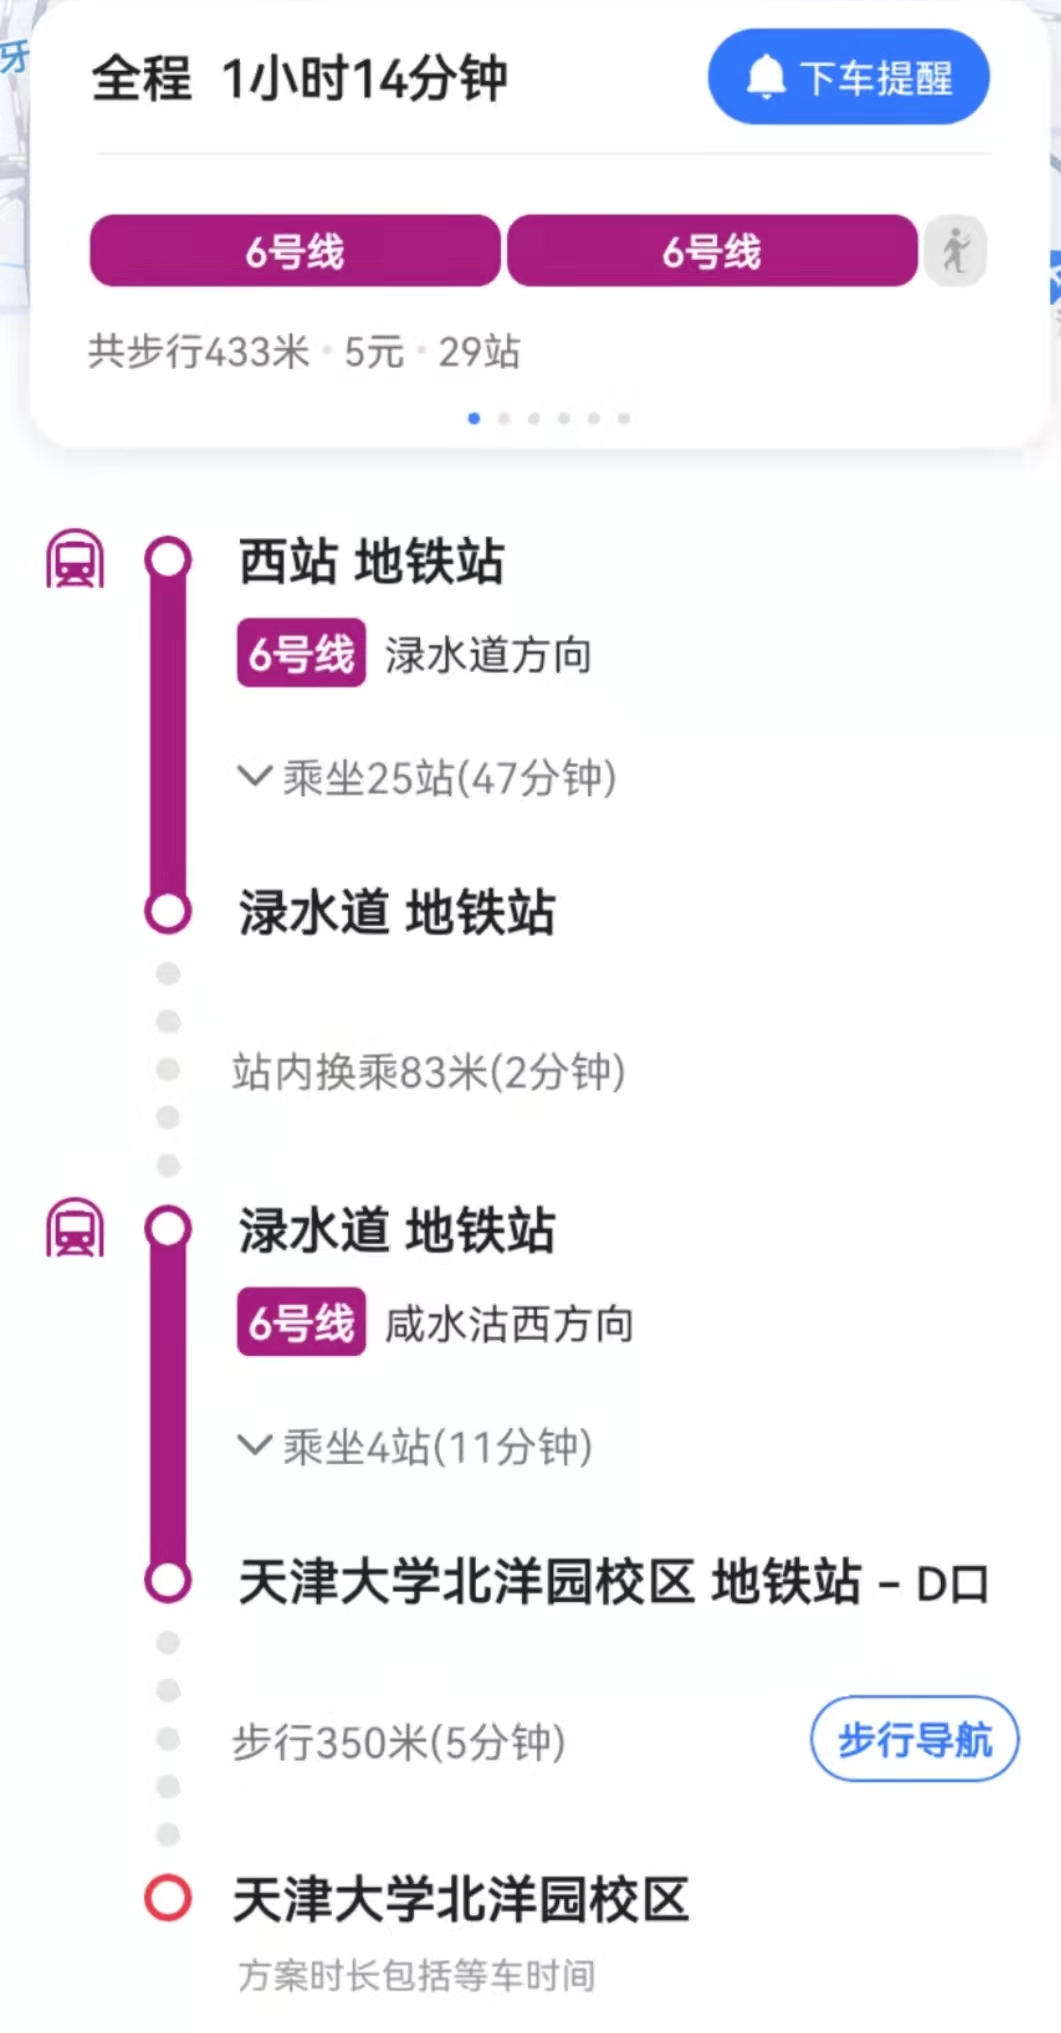 牙
全程 1小时14分钟
下车提醒
6号线 6号线
共步行433米·5元·29站
西站 地铁站
6号线 渌水道方向
乘坐25站(47分钟)
渌水道 地铁站
站内换乘83米(2分钟)
渌水道 地铁站
6号线 咸水沽西方向
乘坐4站(11分钟)
天津大学北洋园校区 地铁站 - D口
步行350米(5分钟)
步行导航
天津大学北洋园校区
方案时长包括等车时间